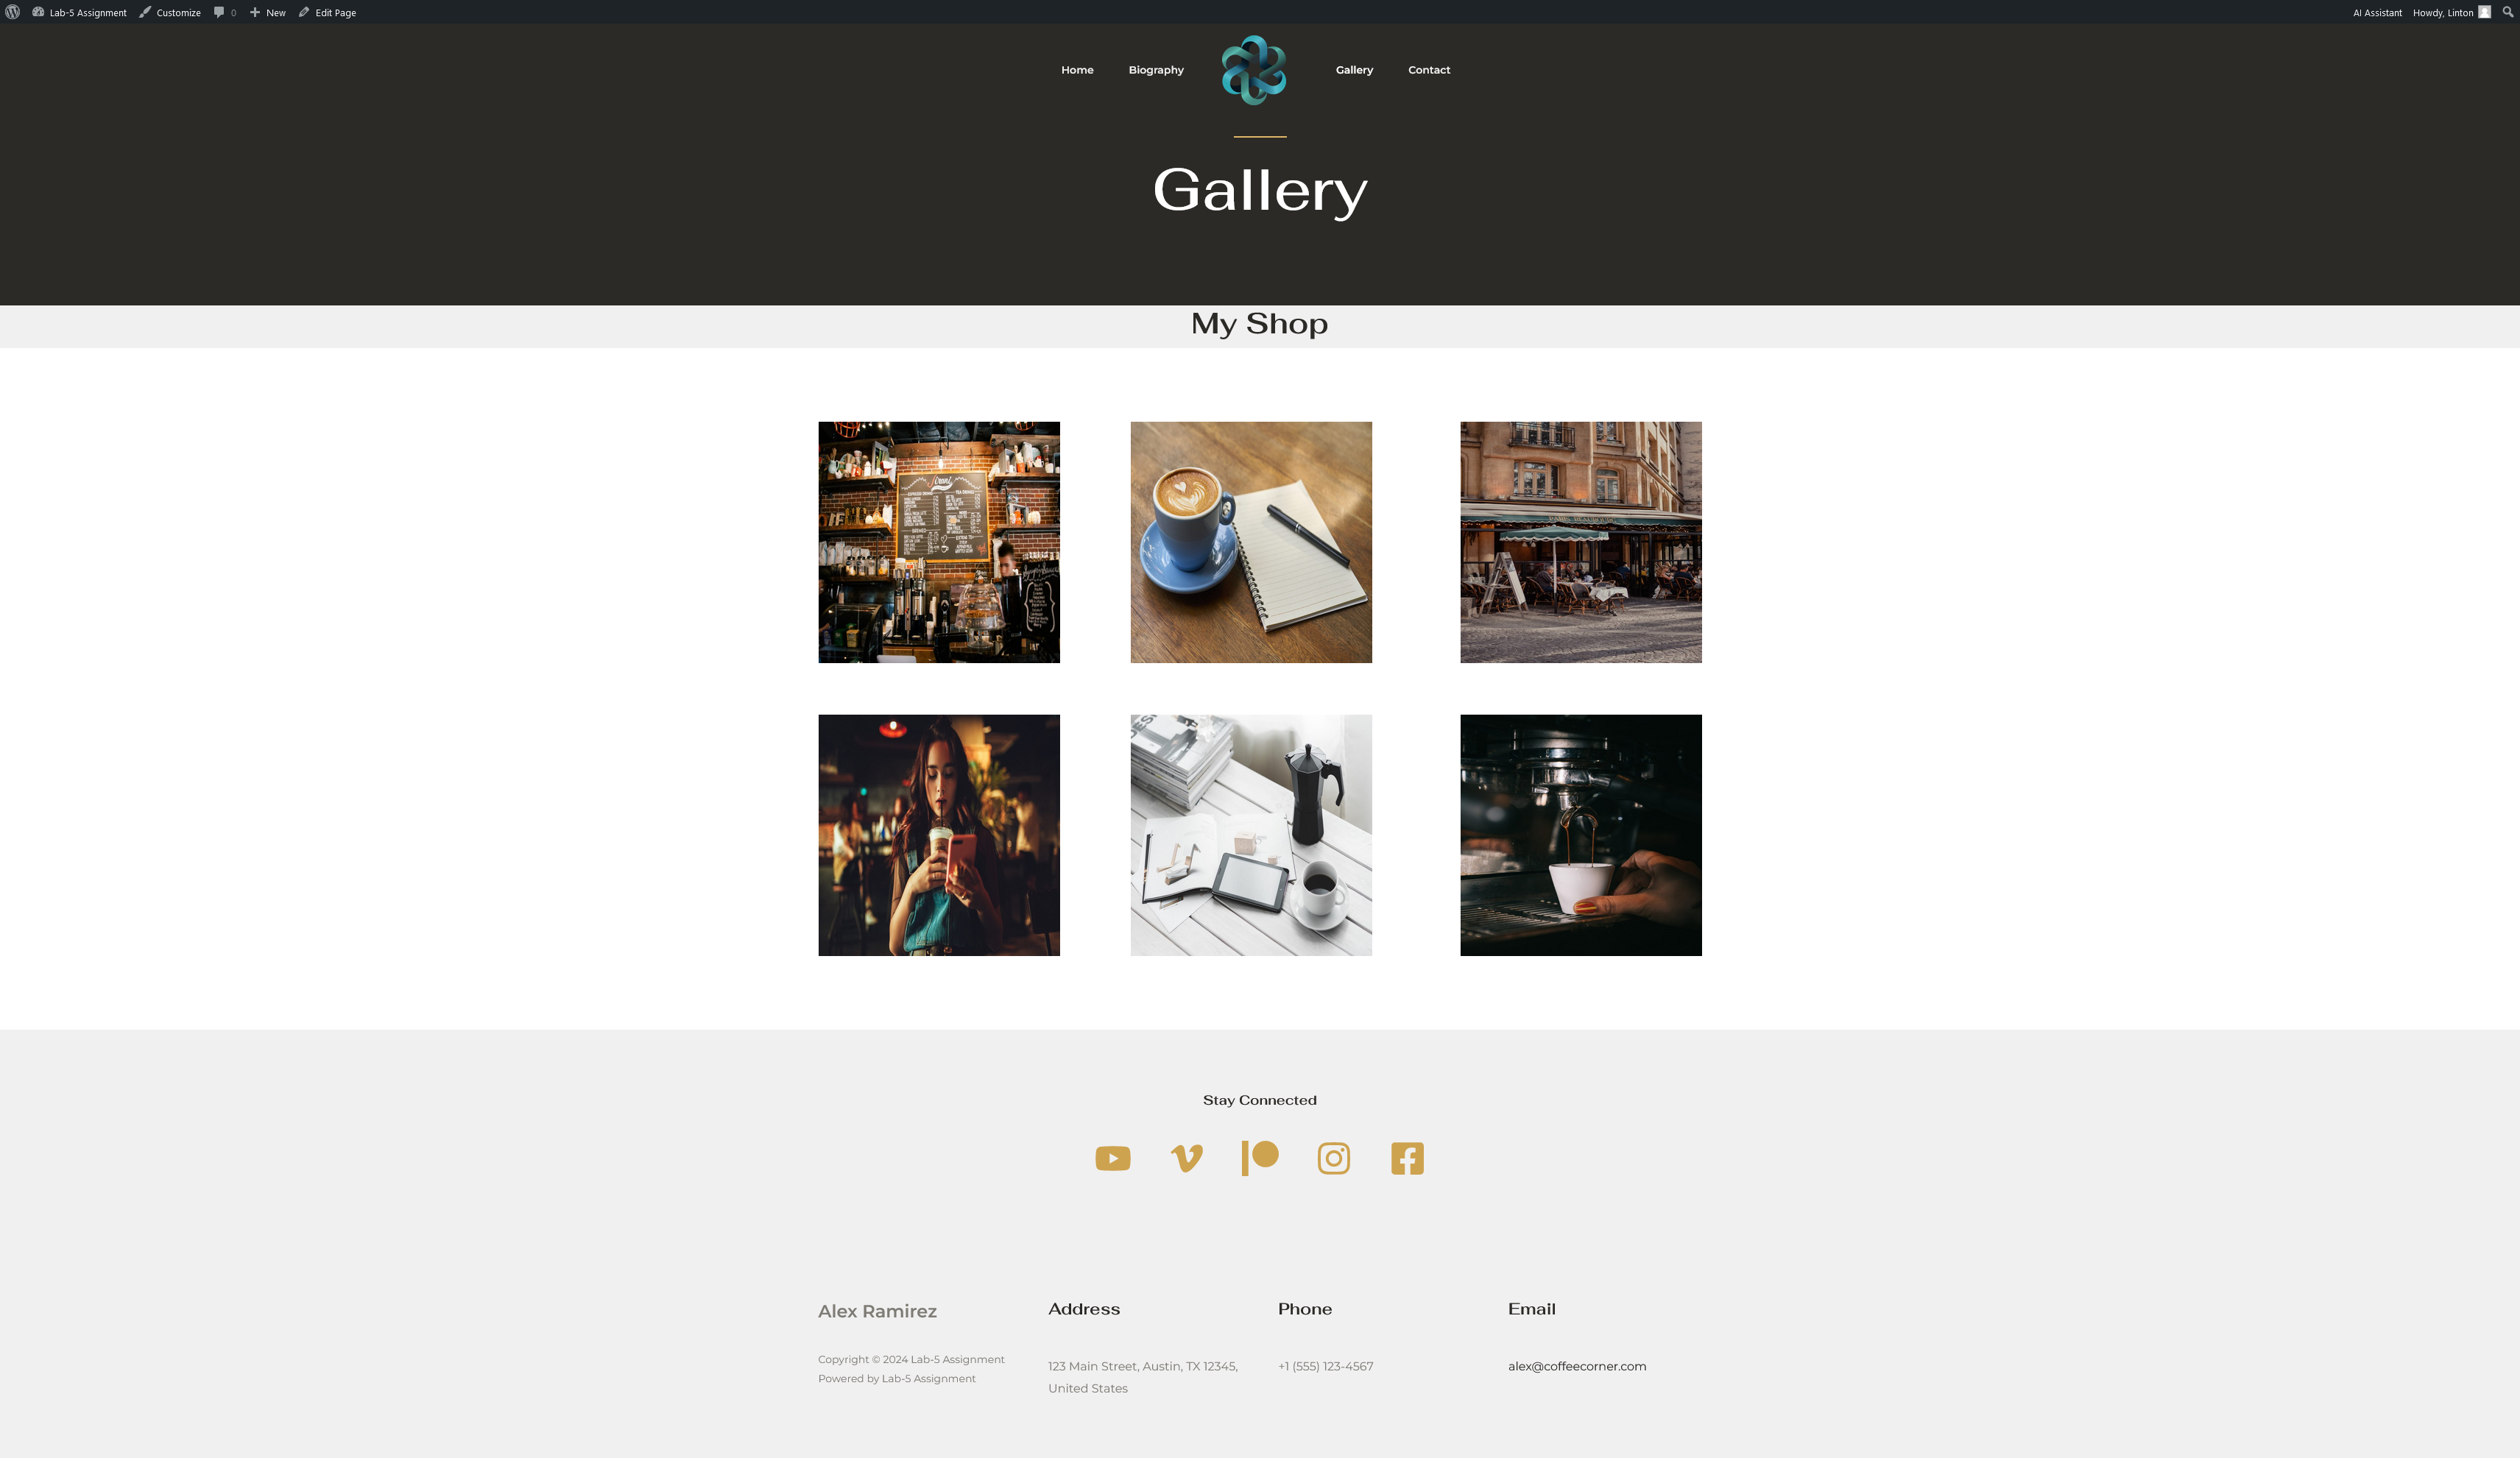 Lab-5 Assignment Customize 0 New Edit Page AI Assistant Howdy, Linton
Home Biography Gallery Contact
Gallery
My Shop
Stay Connected
Alex Ramirez
Copyright © 2024 Lab-5 Assignment
Powered by Lab-5 Assignment
Address
123 Main Street, Austin, TX 12345,
United States
Phone
+1 (555) 123-4567
Email
alex@coffeecorner.com